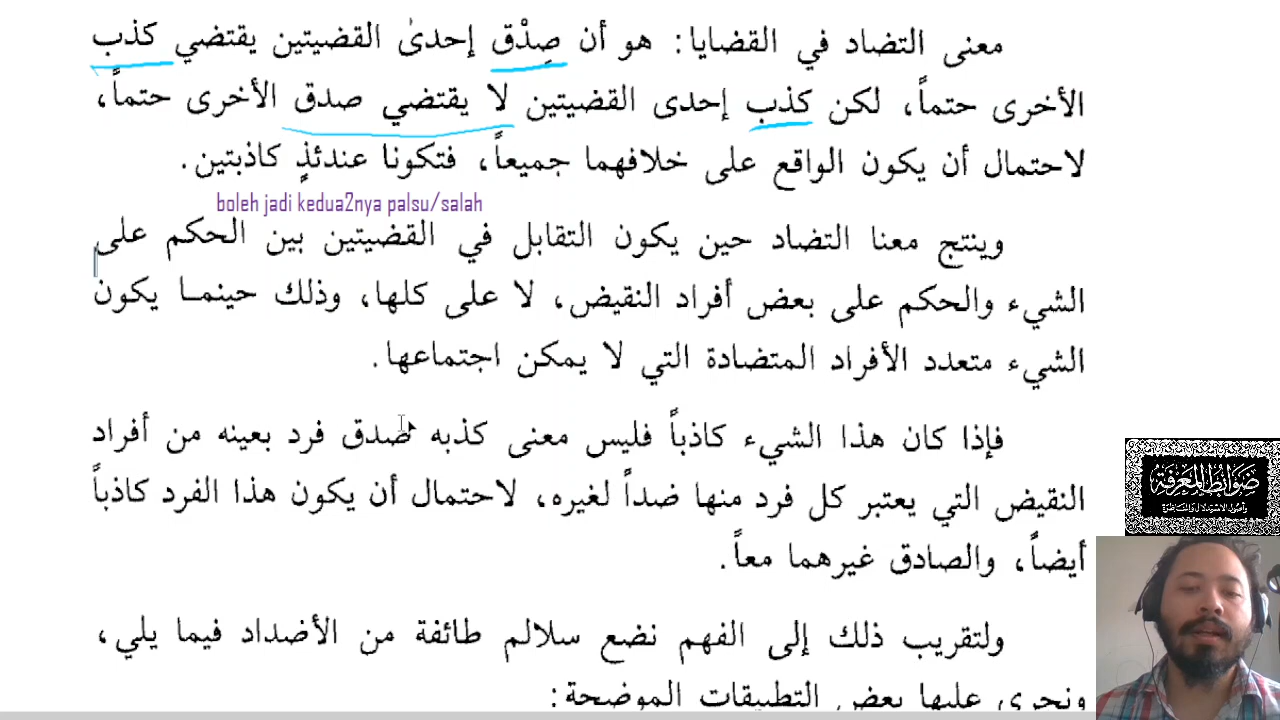 معنى التضاد في القضايا: هو أن صِدْق إحدىٰ القضيتين يقتضي كذب
الأخرى حتماً، لكن كذب إحدى القضيتين لا يقتضي صدق الأخرى حتماً،
لاحتمال أن يكون الواقع على خلافهما جميعاً، فتكونا عندئذٍ كاذبتين.
boleh jadi kedua2nya palsu/salah
وينتج معنا التضاد حين يكون التقابل في القضيتين بين الحكم على
الشيء والحكم على بعض أفراد النقيض، لا على كلها، وذلك حينما يكون
الشيء متعدد الأفراد المتضادة التي لا يمكن اجتماعها.
فإذا كان هذا الشيء كاذباً فليس معنى كذبه صدق فرد بعينه من أفراد
النقيض التي يعتبر كل فرد منها ضداً لغيره، لاحتمال أن يكون هذا الفرد كاذباً
أيضاً، والصادق غيرهما معاً.
ولتقريب ذلك إلى الفهم نضع سلالم طائفة من الأضداد فيما يلي،
ونجري عليها بعض التطبيقات الموضحة:
ضوابط المعرفة